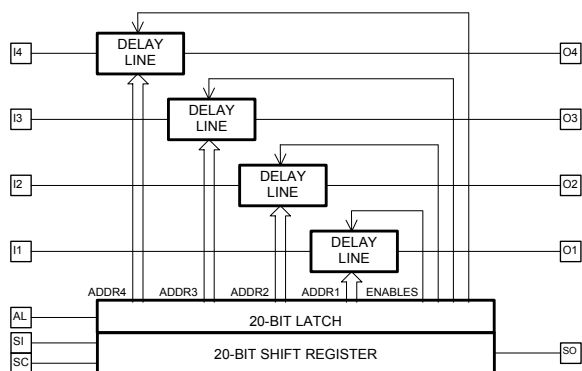 I4
DELAY
LINE
O4
I3
DELAY
LINE
O3
I2
DELAY
LINE
O2
I1
DELAY
LINE
O1
ADDR4 ADDR3 ADDR2 ADDR1 ENABLES
AL
20-BIT LATCH
SI
20-BIT SHIFT REGISTER
SO
SC